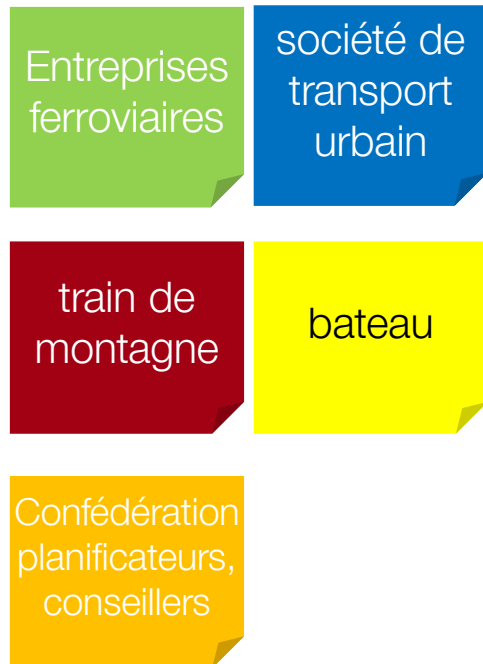 Entreprises
ferroviaires
société de
transport
urbain
train de
montagne
bateau
Confédération
planificateurs,
conseillers